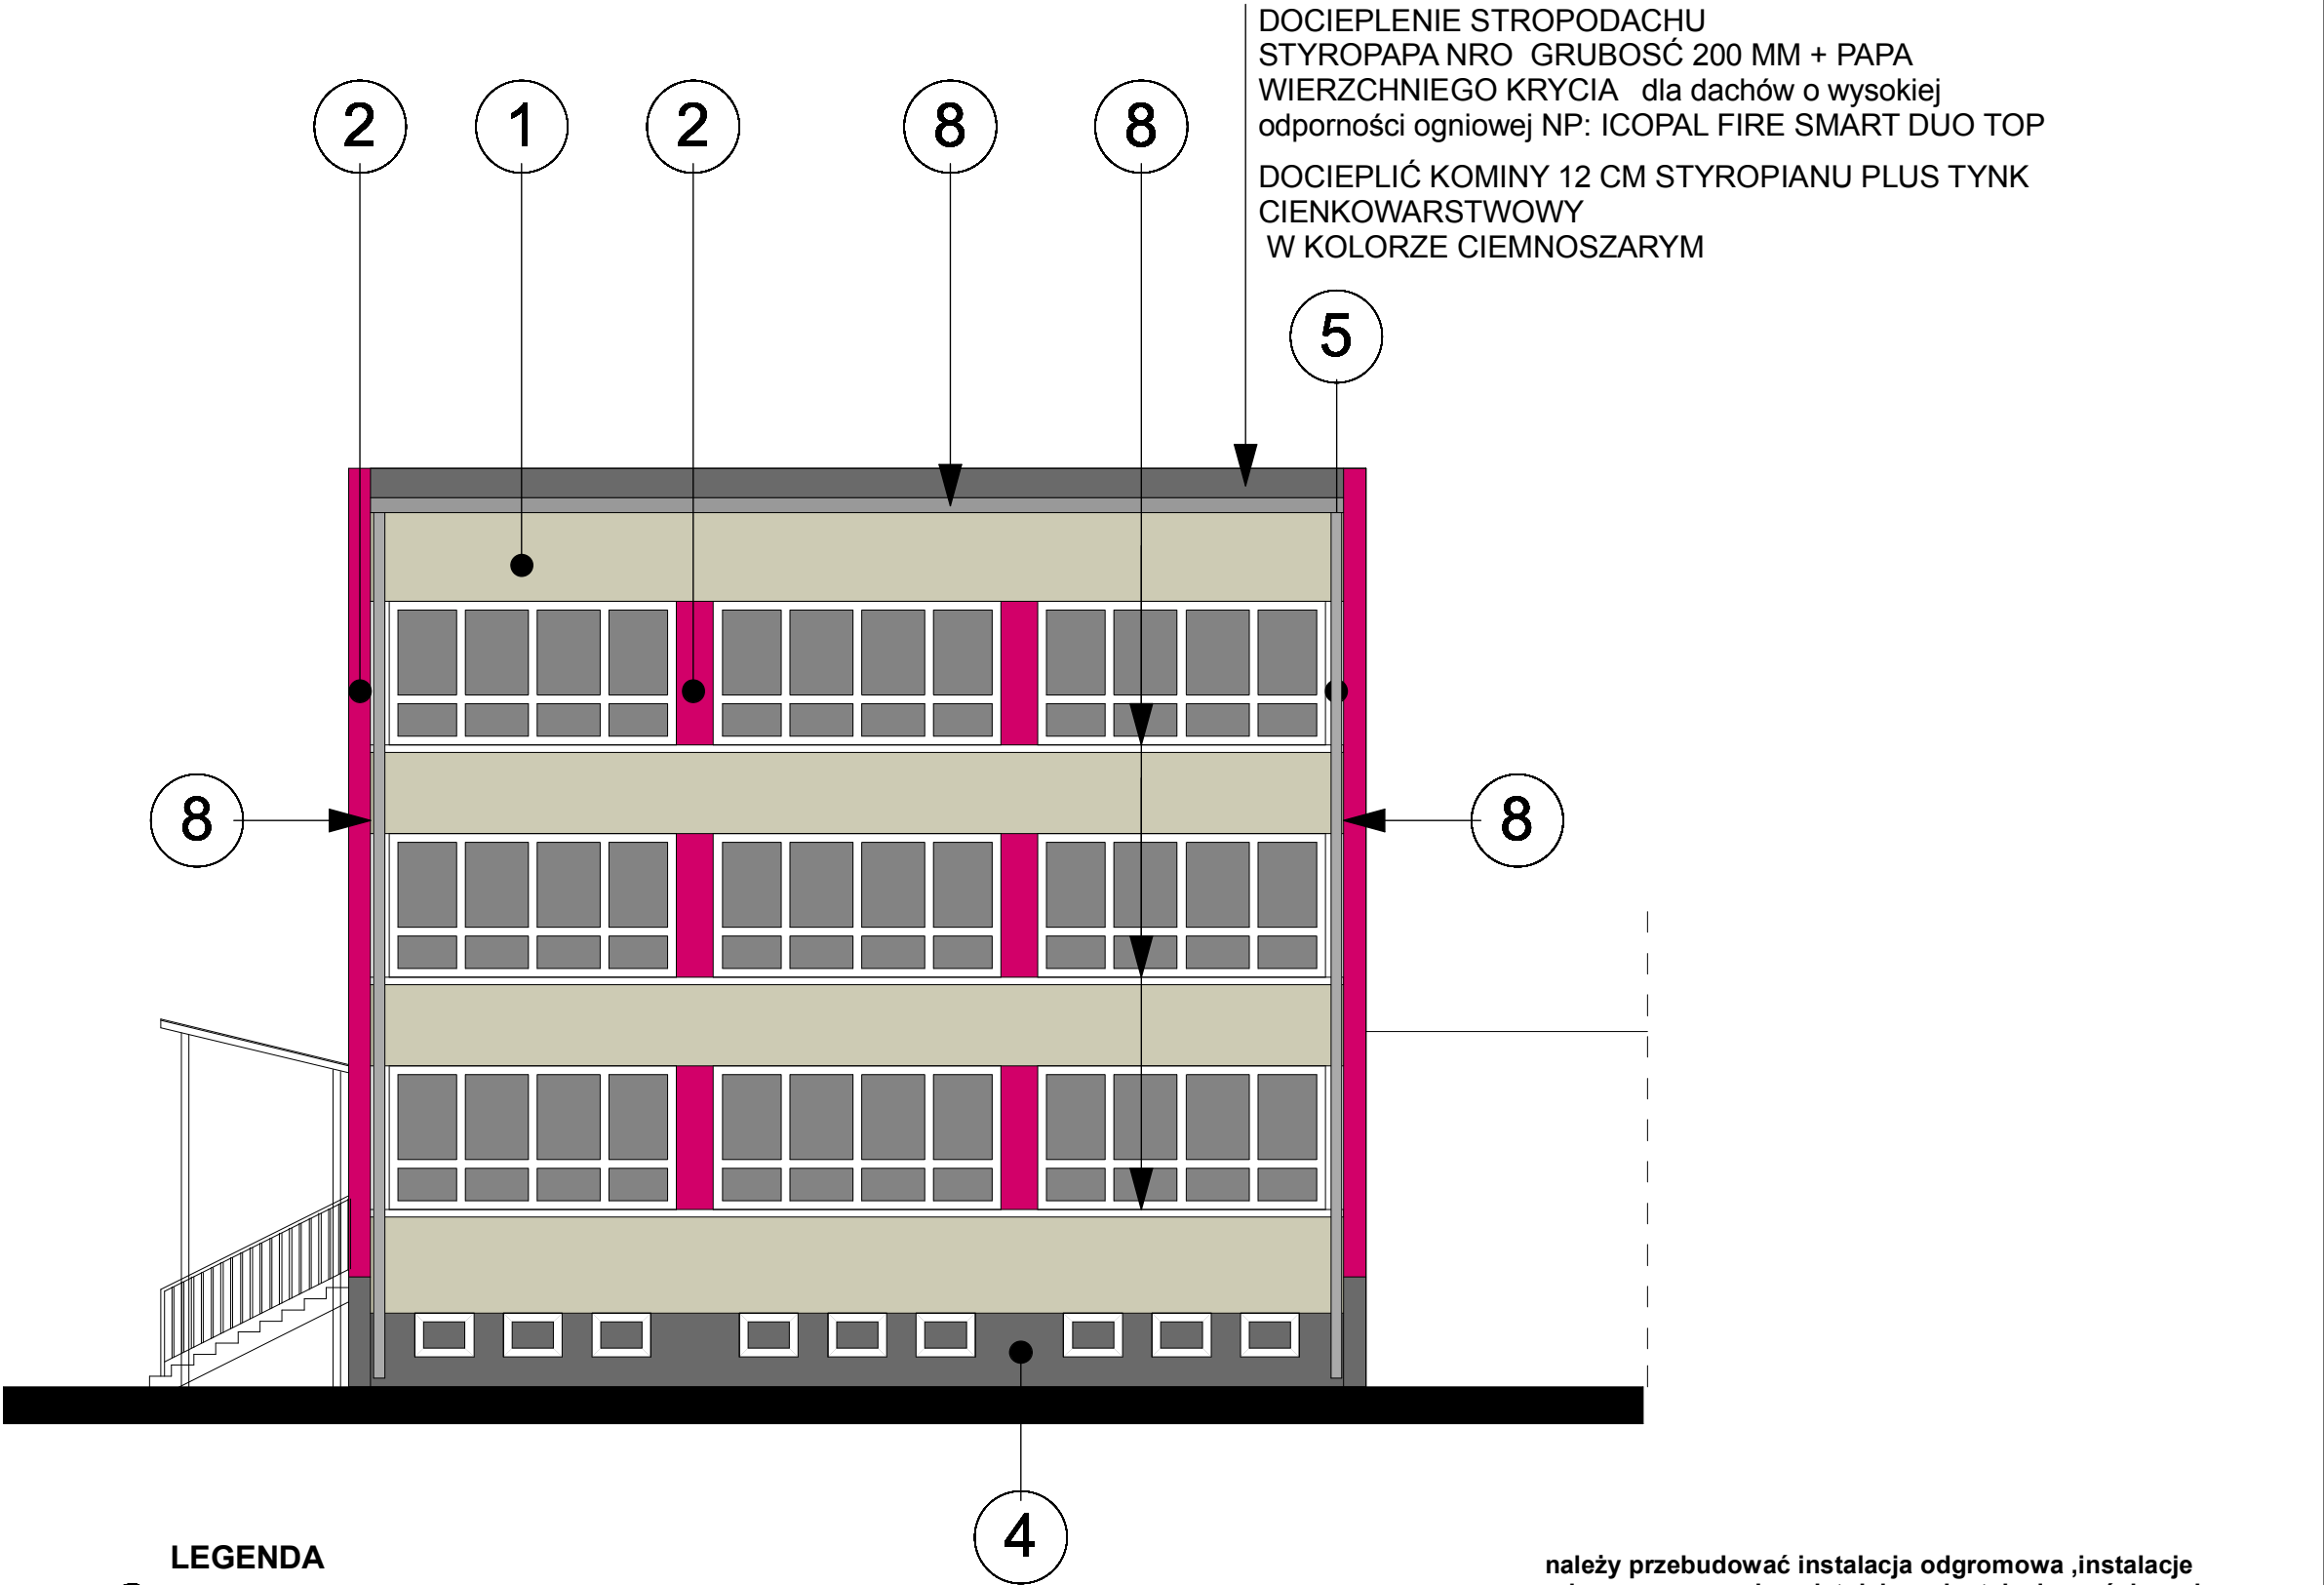 DOCIEPLENIE STROPODACHU
STYROPAPA NRO GRUBOSĆ 200 MM + PAPA
WIERZCHNIEGO KRYCIA dla dachów o wysokiej
odporności ogniowej NP: ICOPAL FIRE SMART DUO TOP
DOCIEPLIĆ KOMINY 12 CM STYROPIANU PLUS TYNK
CIENKOWARSTWOWY
W KOLORZE CIEMNOSZARYM
2 1 2 8 8
5
8 8
4
LEGENDA
należy przebudować instalacja odgromowa ,instalacje